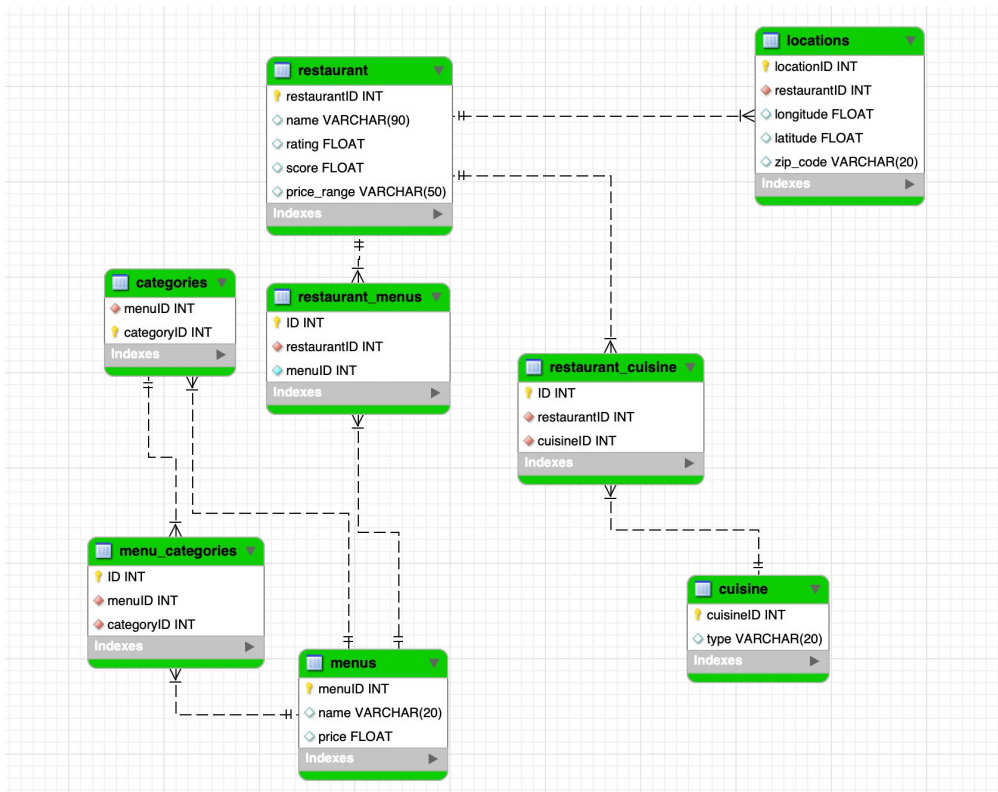 restaurant
restaurantID INT
name VARCHAR(90)
rating FLOAT
score FLOAT
price_range VARCHAR(50)
Indexes
locations
locationID INT
restaurantID INT
longitude FLOAT
latitude FLOAT
zip_code VARCHAR(20)
Indexes
categories
menuID INT
categoryID INT
Indexes
restaurant_menus
ID INT
restaurantID INT
menuID INT
Indexes
restaurant_cuisine
ID INT
restaurantID INT
cuisineID INT
Indexes
menu_categories
ID INT
menuID INT
categoryID INT
Indexes
menus
menuID INT
name VARCHAR(20)
price FLOAT
Indexes
cuisine
cuisineID INT
type VARCHAR(20)
Indexes